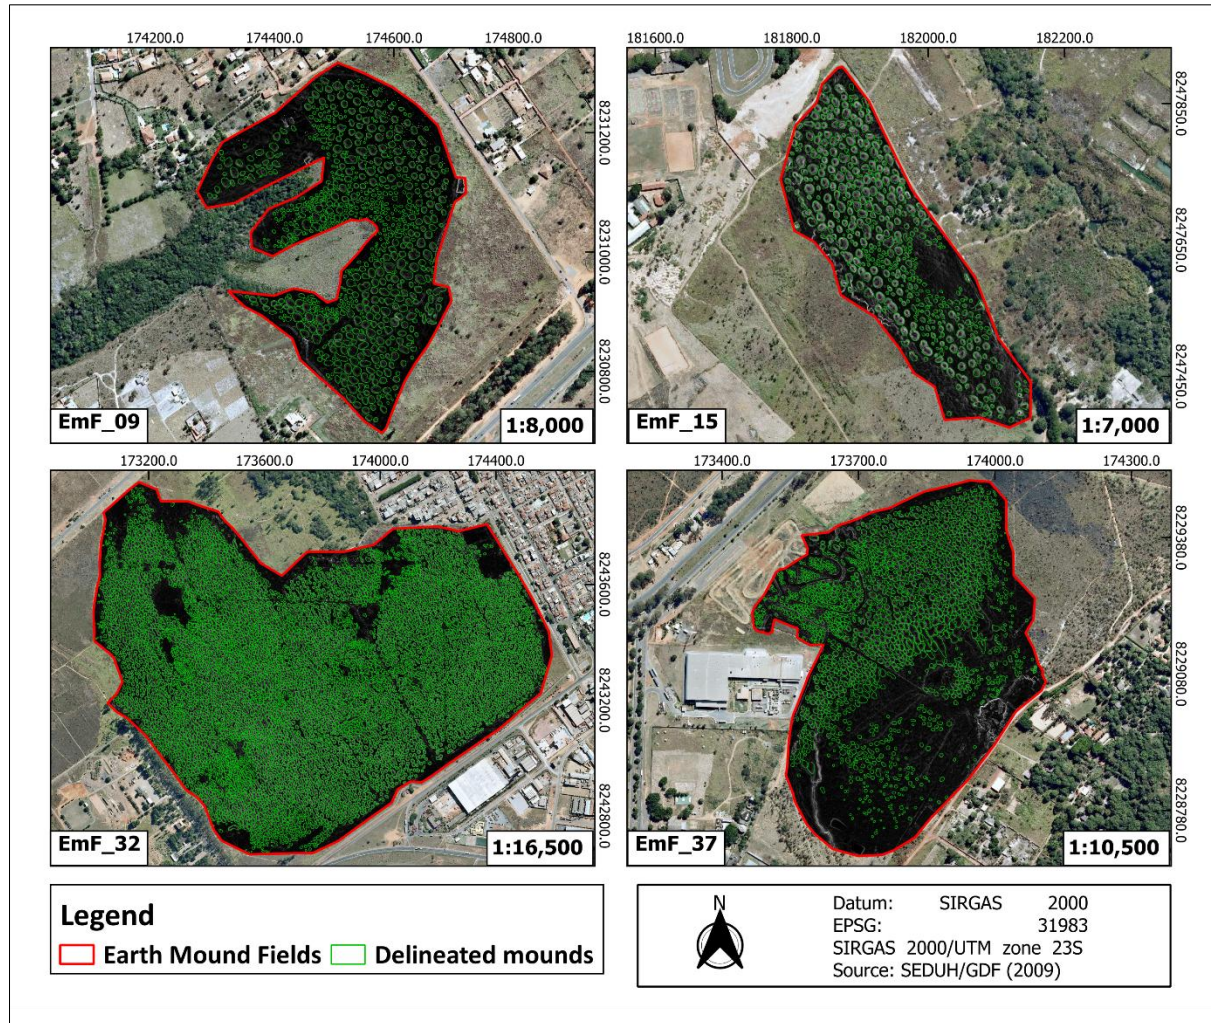 174200.0 174400.0 174600.0 174800.0
8231200.0
8231000.0
8230800.0
EmF_09
1:8,000
181600.0 181800.0 182000.0 182200.0
8247850.0
8247650.0
8247450.0
EmF_15
1:7,000
173200.0 173600.0 174000.0 174400.0
8243600.0
8243200.0
8242800.0
EmF_32
1:16,500
173400.0 173700.0 174000.0 174300.0
8229380.0
8229080.0
8228780.0
EmF_37
1:10,500
Legend
Earth Mound Fields Delineated mounds
N
Datum: SIRGAS 2000
EPSG: 31983
SIRGAS 2000/UTM zone 23S
Source: SEDUH/GDF (2009)